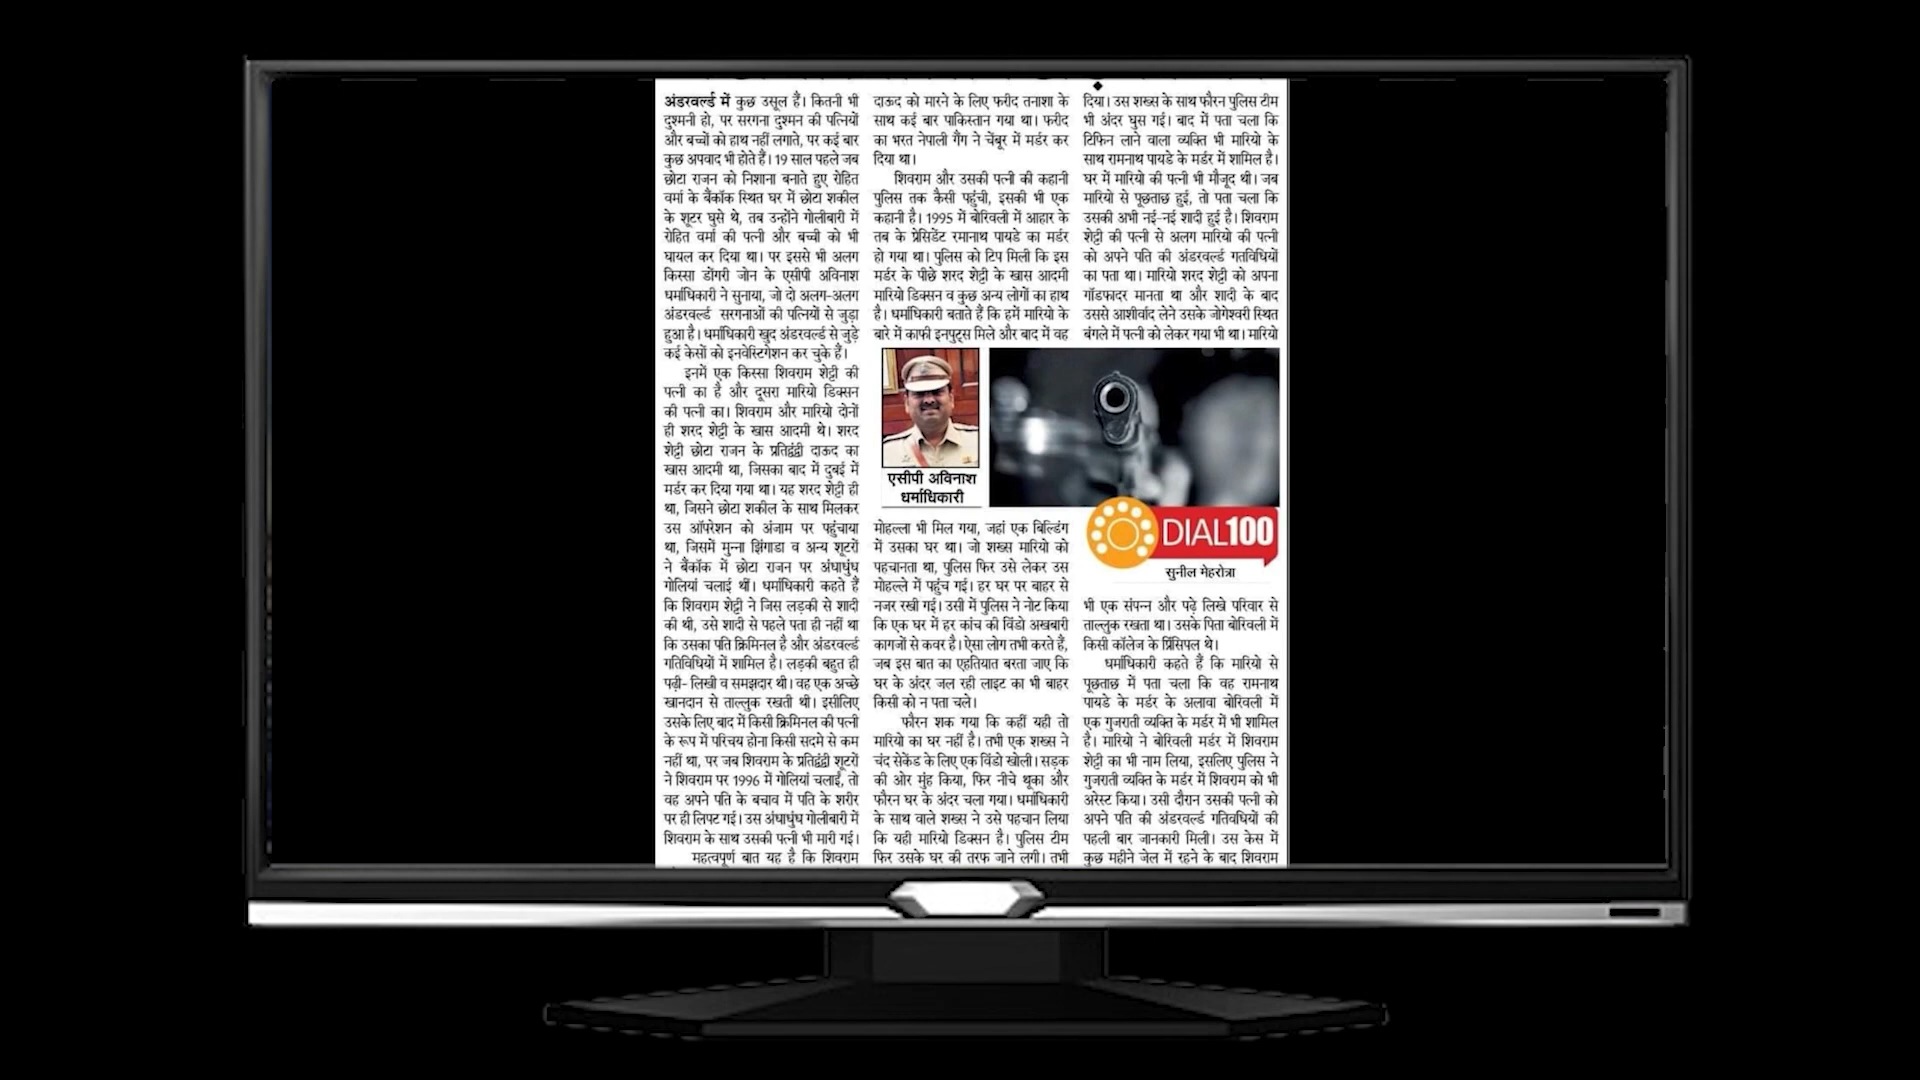 अंडरवर्ल्ड में कुछ उसूल हैं। कितनी भी
दुश्मनी हो, पर सरगना दुश्मन की पत्नियों
और बच्चों को हाथ नहीं लगाते, पर कई बार
कुछ अपवाद भी होते हैं। 19 साल पहले जब
छोटा राजन को निशाना बनाते हुए रोहित
वर्मा के बैंकॉक स्थित घर में छोटा शकील
के शूटर घुसे थे, तब उन्होंने गोलीबारी में
रोहित वर्मा की पत्नी और बच्ची को भी
घायल कर दिया था। पर इससे भी अलग
किस्सा डोंगरी जोन के एसीपी अविनाश
धर्माधिकारी ने सुनाया, जो दो अलग-अलग
अंडरवर्ल्ड सरगनाओं की पत्नियों से जुड़ा
हुआ है। धर्माधिकारी खुद अंडरवर्ल्ड से जुड़े
कई केसों को इनवेस्टिगेशन कर चुके हैं।
इनमें एक किस्सा शिवराम शेट्टी की
पत्नी का है और दूसरा मारियो डिक्सन
की पत्नी का। शिवराम और मारियो दोनों
ही शरद शेट्टी के खास आदमी थे। शरद
शेट्टी छोटा राजन के प्रतिद्वंद्वी दाऊद का
खास आदमी था, जिसका बाद में दुबई में
मर्डर कर दिया गया था। यह शरद शेट्टी ही
था, जिसने छोटा शकील के साथ मिलकर
उस ऑपरेशन को अंजाम पर पहुंचाया
था, जिसमें मुन्ना झिंगाडा व अन्य शूटरों
ने बैंकॉक में छोटा राजन पर अंधाधुंध
गोलियां चलाई थीं। धर्माधिकारी कहते हैं
कि शिवराम शेट्टी ने जिस लड़की से शादी
की थी, उसे शादी से पहले पता ही नहीं था
कि उसका पति क्रिमिनल है और अंडरवर्ल्ड
गतिविधियों में शामिल है। लड़की बहुत ही
पढ़ी- लिखी व समझदार थी। वह एक अच्छे
खानदान से ताल्लुक रखती थी। इसीलिए
उसके लिए बाद में किसी क्रिमिनल की पत्नी
के रूप में परिचय होना किसी सदमे से कम
नहीं था, पर जब शिवराम के प्रतिद्वंद्वी शूटरों
ने शिवराम पर 1996 में गोलियां चलाईं, तो
वह अपने पति के बचाव में पति के शरीर
पर ही लिपट गई। उस अंधाधुंध गोलीबारी में
शिवराम के साथ उसकी पत्नी भी मारी गई।
महत्वपूर्ण बात यह है कि शिवराम
दाऊद को मारने के लिए फरीद तनाशा के
साथ कई बार पाकिस्तान गया था। फरीद
का भरत नेपाली गैंग ने चेंबूर में मर्डर कर
दिया था।
शिवराम और उसकी पत्नी की कहानी
पुलिस तक कैसी पहुंची, इसकी भी एक
कहानी है। 1995 में बोरिवली में आहार के
तब के प्रेसिडेंट रमानाथ पायडे का मर्डर
हो गया था। पुलिस को टिप मिली कि इस
मर्डर के पीछे शरद शेट्टी के खास आदमी
मारियो डिक्सन व कुछ अन्य लोगों का हाथ
है। धर्माधिकारी बताते हैं कि हमें मारियो के
बारे में काफी इनपुट्स मिले और बाद में वह
एसीपी अविनाश
धर्माधिकारी
मोहल्ला भी मिल गया, जहां एक बिल्डिंग
में उसका घर था। जो शख्स मारियो को
पहचानता था, पुलिस फिर उसे लेकर उस
मोहल्ले में पहुंच गई। हर घर पर बाहर से
नजर रखी गई। उसी में पुलिस ने नोट किया
कि एक घर में हर कांच की विंडो अखबारी
कागजों से कवर है। ऐसा लोग तभी करते हैं,
जब इस बात का एहतियात बरता जाए कि
घर के अंदर जल रही लाइट का भी बाहर
किसी को न पता चले।
फौरन शक गया कि कहीं यही तो
मारियो का घर नहीं है। तभी एक शख्स ने
चंद सेकेंड के लिए एक विंडो खोली। सड़क
की ओर मुंह किया, फिर नीचे थूका और
फौरन घर के अंदर चला गया। धर्माधिकारी
के साथ वाले शख्स ने उसे पहचान लिया
कि यही मारियो डिक्सन है। पुलिस टीम
फिर उसके घर की तरफ जाने लगी। तभी
दिया। उस शख्स के साथ फौरन पुलिस टीम
भी अंदर घुस गई। बाद में पता चला कि
टिफिन लाने वाला व्यक्ति भी मारियो के
साथ रामनाथ पायडे के मर्डर में शामिल है।
घर में मारियो की पत्नी भी मौजूद थी। जब
मारियो से पूछताछ हुई, तो पता चला कि
उसकी अभी नई-नई शादी हुई है। शिवराम
शेट्टी की पत्नी से अलग मारियो की पत्नी
को अपने पति की अंडरवर्ल्ड गतविधियों
का पता था। मारियो शरद शेट्टी को अपना
गॉडफादर मानता था और शादी के बाद
उससे आशीर्वाद लेने उसके जोगेश्वरी स्थित
बंगले में पत्नी को लेकर गया भी था। मारियो
DIAL100
सुनील मेहरोत्रा
भी एक संपन्न और पढ़े लिखे परिवार से
ताल्लुक रखता था। उसके पिता बोरिवली में
किसी कॉलेज के प्रिंसिपल थे।
धर्माधिकारी कहते हैं कि मारियो से
पूछताछ में पता चला कि वह रामनाथ
पायडे के मर्डर के अलावा बोरिवली में
एक गुजराती व्यक्ति के मर्डर में भी शामिल
है। मारियो ने बोरिवली मर्डर में शिवराम
शेट्टी का भी नाम लिया, इसलिए पुलिस ने
गुजराती व्यक्ति के मर्डर में शिवराम को भी
अरेस्ट किया। उसी दौरान उसकी पत्नी को
अपने पति की अंडरवर्ल्ड गतिवधियों की
पहली बार जानकारी मिली। उस केस में
कुछ महीने जेल में रहने के बाद शिवराम